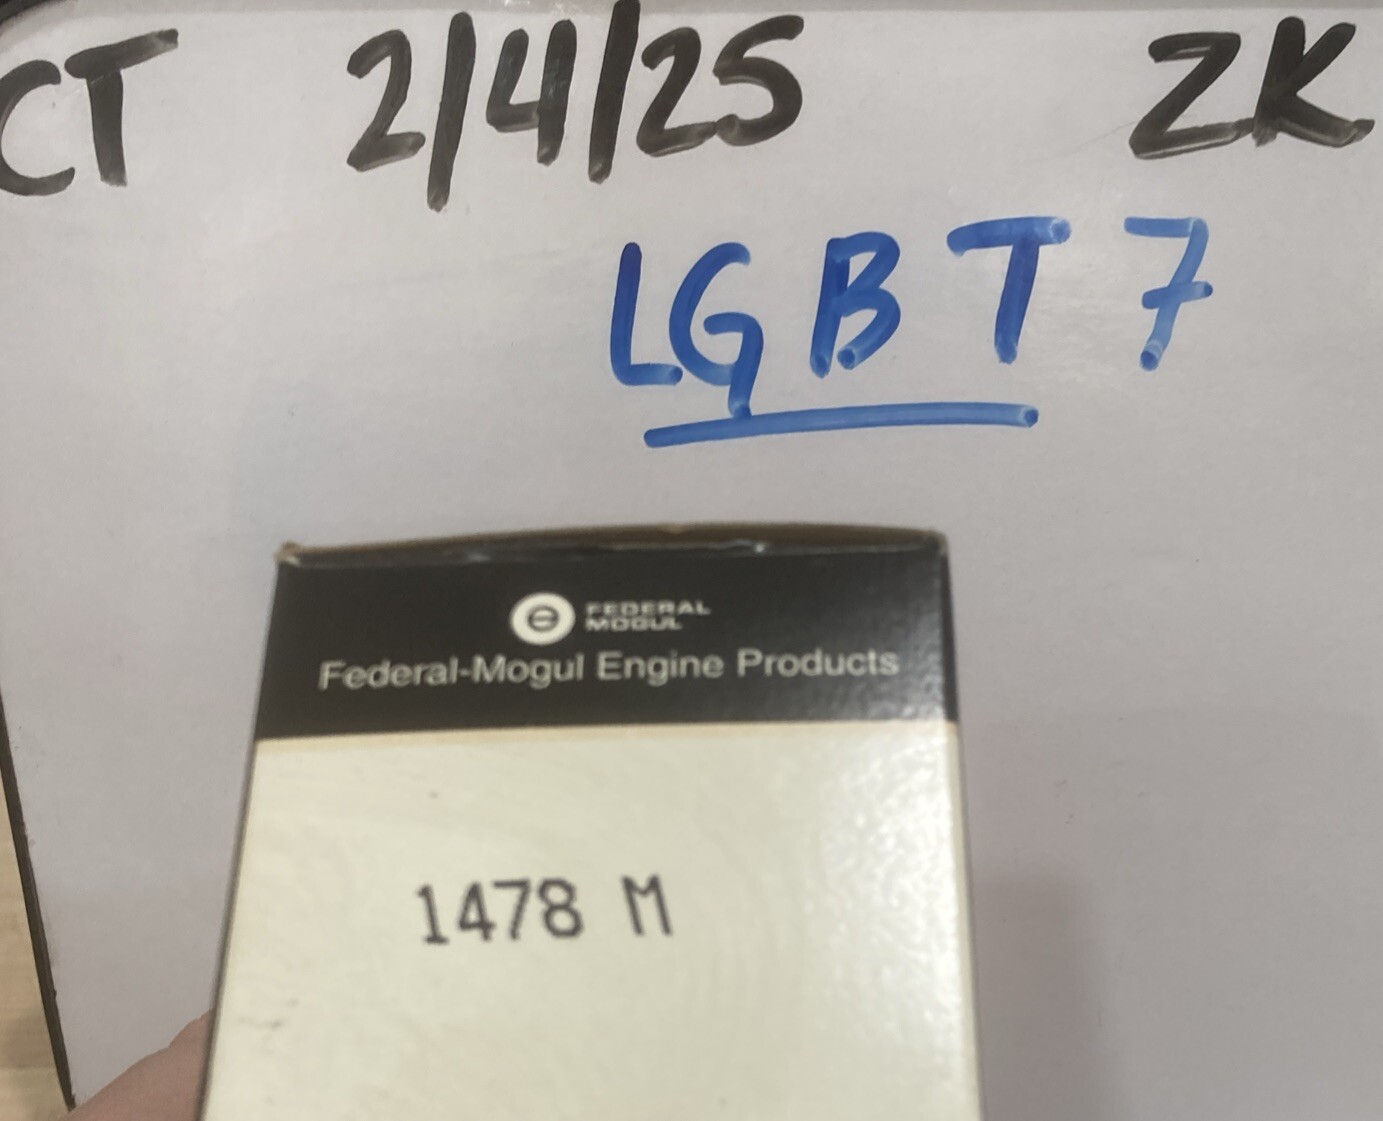 CT 2/4/25 ZK
LGBT7
FEDERAL
MOGUL
Federal-Mogul Engine Products
1478 M